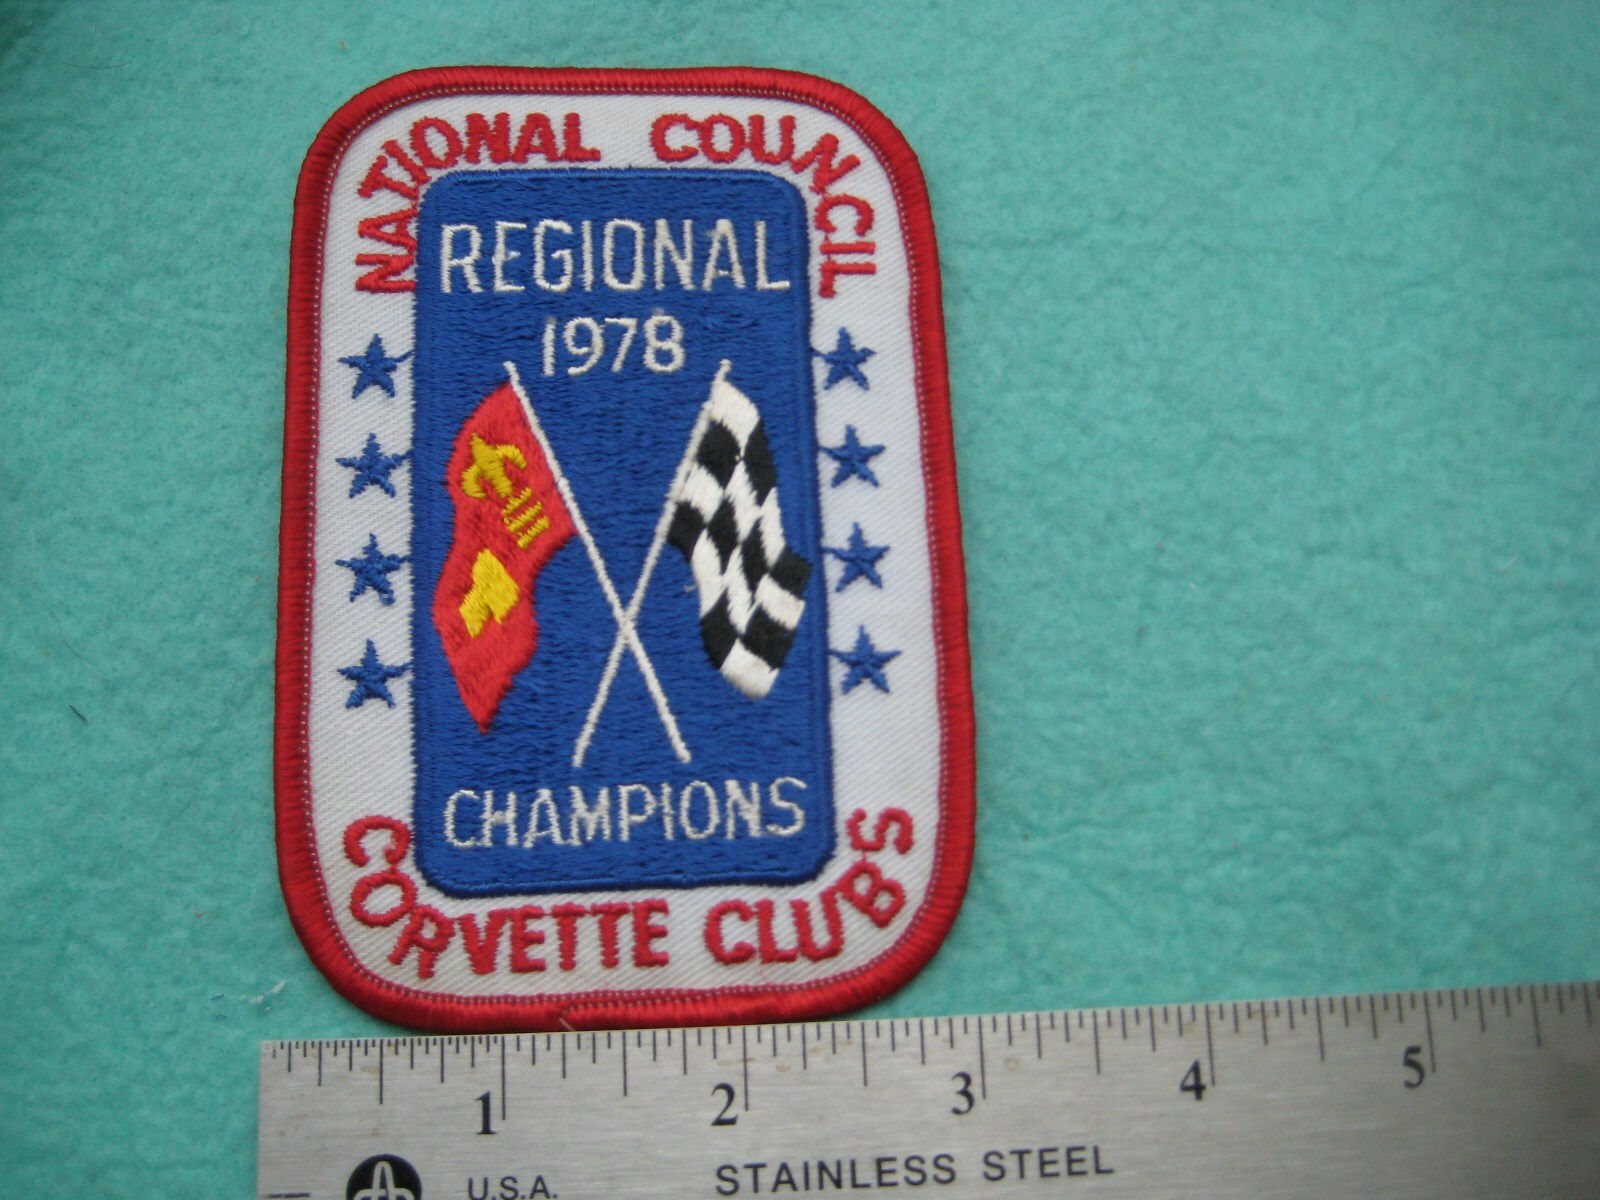 NATIONAL COUNCIL
REGIONAL
1978
CHAMPIONS
CORVETTE CLUBS
1 2 3 4 5
U.S.A. STAINLESS STEEL